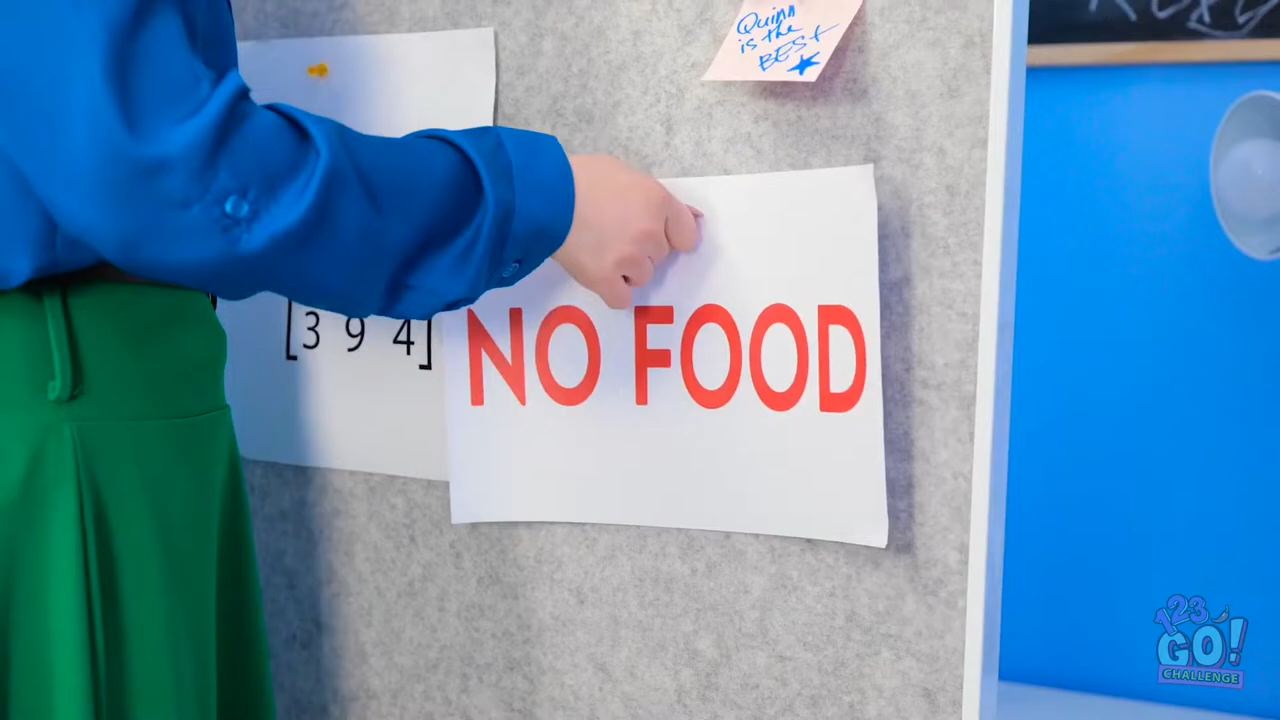 Quinn
is the
BEST
[3 9 4]
NO FOOD
123
GO!
CHALLENGE